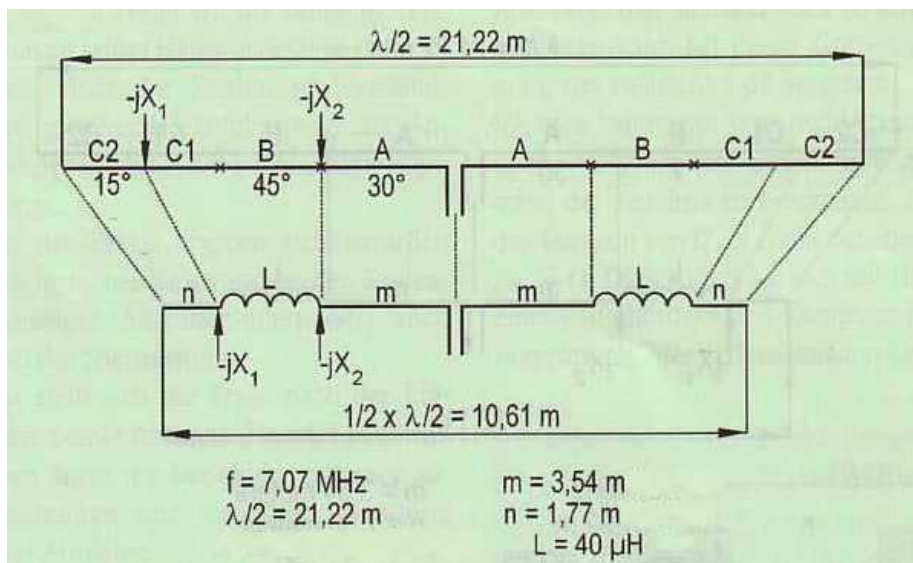 λ/2 = 21,22 m
-jX1 -jX2
C2 C1 B A A B C1 C2
15° 45° 30°
n L m m L n
-jX1 -jX2
1/2 x λ/2 = 10,61 m
f = 7,07 MHz m = 3,54 m
λ/2 = 21,22 m n = 1,77 m
L = 40 µH